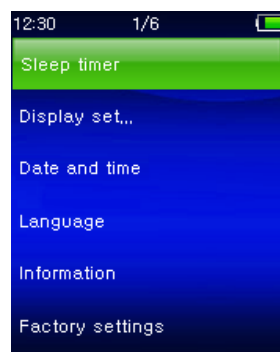 12:30 1/6
Sleep timer
Display set...
Date and time
Language
Information
Factory settings